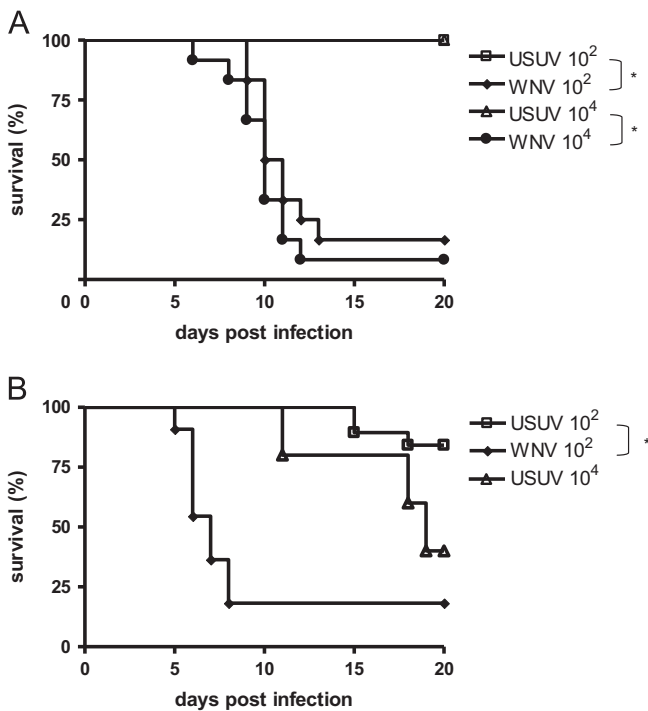 A
100
75
50
25
0
0
5
10
15
20
survival (%)
days post infection
USUV 10²
WNV 10²
USUV 10⁴
WNV 10⁴
*
*
B
100
75
50
25
0
0
5
10
15
20
survival (%)
days post infection
USUV 10²
WNV 10²
USUV 10⁴
*